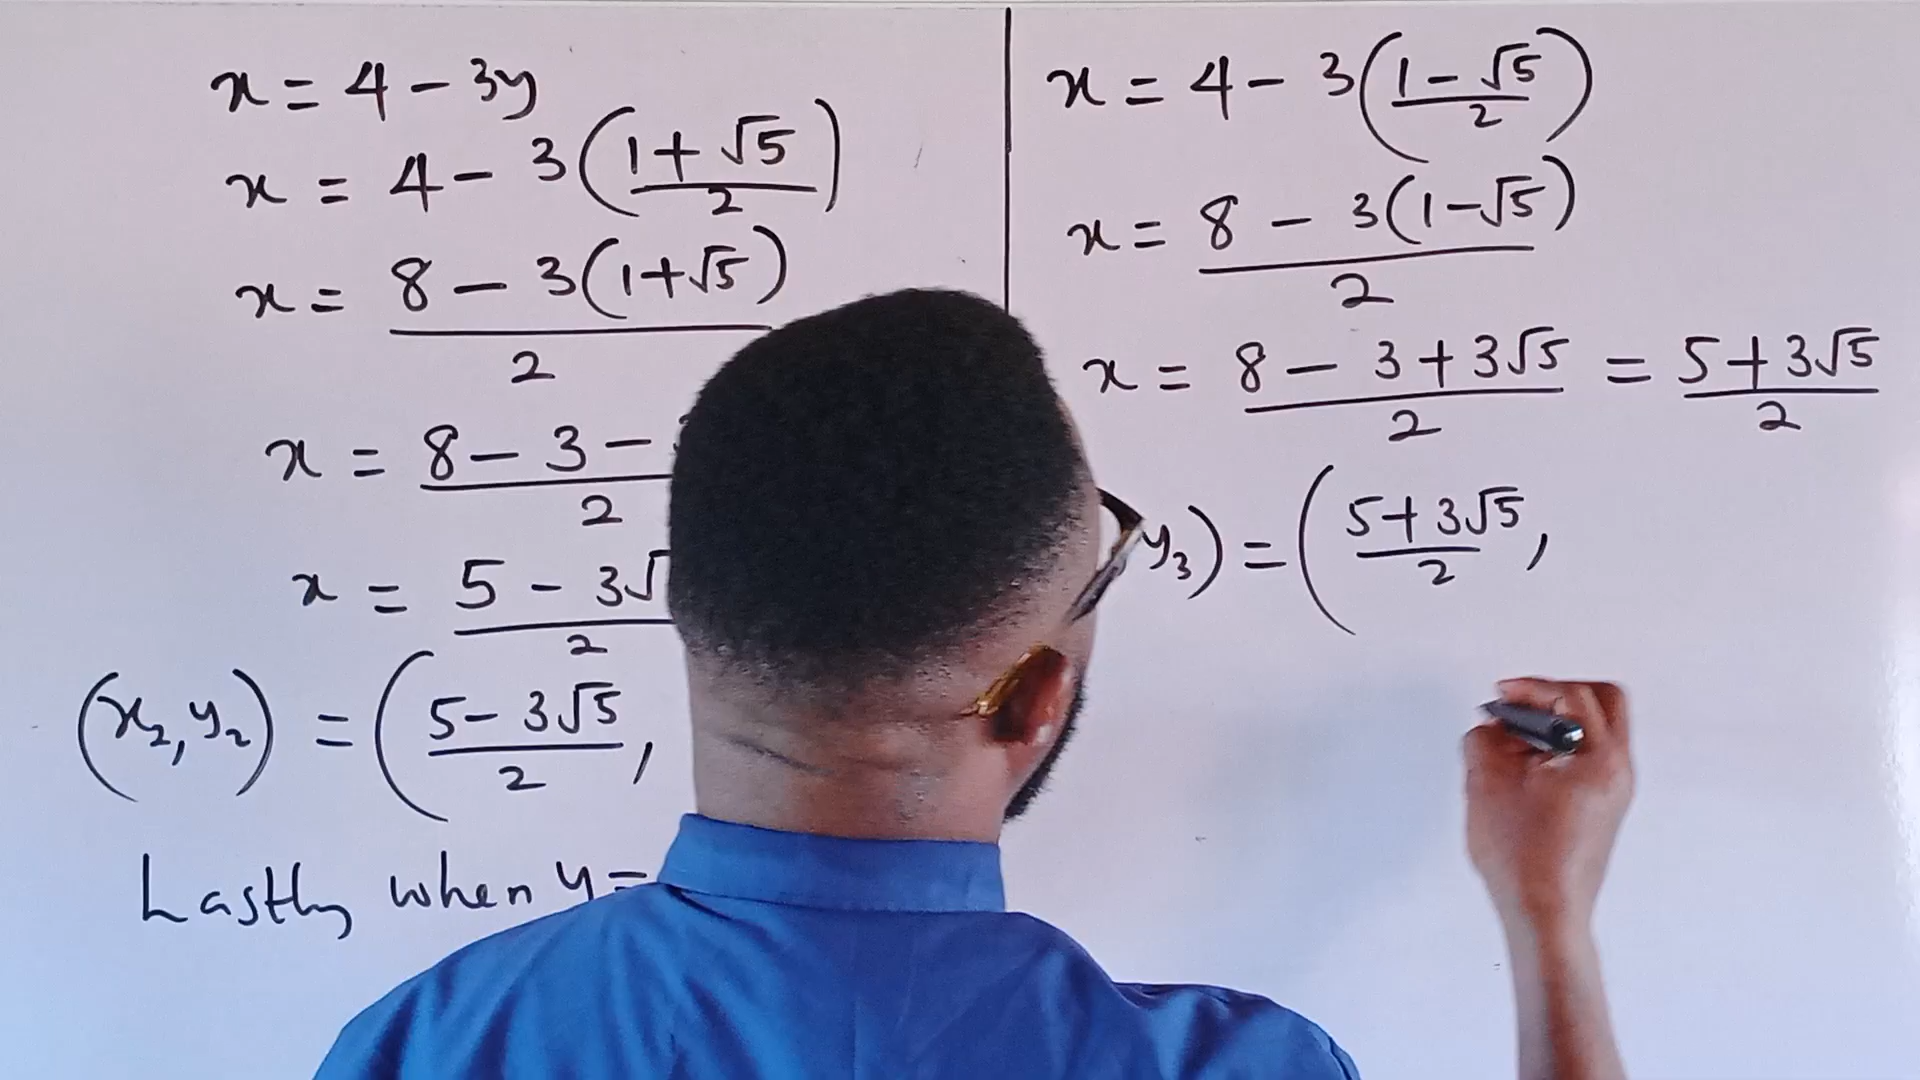 x = 4 - 3y
x = 4 - 3((1 + √5)/2)
x = (8 - 3(1+√5))/2
x = (8 - 3 -)/2
x = (5 - 3√)/2
(x₂, y₂) = ((5 - 3√5)/2,
Lastly when y =
x = 4 - 3((1 - √5)/2)
x = (8 - 3(1-√5))/2
x = (8 - 3 + 3√5)/2 = (5 + 3√5)/2
y₃) = ((5 + 3√5)/2,